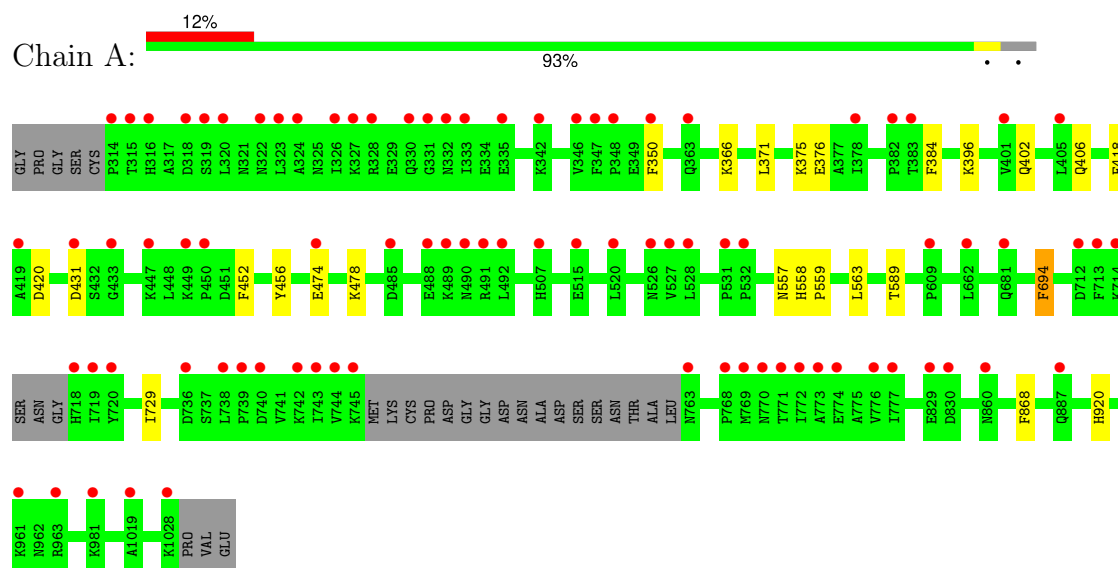 12%
Chain A:
93%
GLY PRO GLY SER CYS P314 T315 H316 A317 D318 S319 L320 N321 N322 L323 A324 N325 I326 K327 R328 E329 Q330 G331 N332 I333 E334 E335 K342 V346 F347 P348 E349 F350 Q363 K366 L371 K375 E376 A377 I378 P382 T383 F384 K396 V401 Q402 L405 Q406 E418
A419 D420 D431 S432 G433 K447 L448 K449 P450 D451 F452 Y456 E474 K478 D485 E488 K489 N490 R491 L492 H507 E515 L520 N526 V527 L528 P531 P532 N557 H558 P559 L563 T589 P609 L662 Q681 F694 D712 F713 K714
SER ASN GLY H718 I719 Y720 I729 D736 S737 L738 P739 D740 V741 K742 I743 V744 K745 MET LYS CYS PRO ASP GLY GLY ASP ASN ALA ASP SER SER ASN THR ALA LEU N763 P768 M769 N770 T771 I772 A773 E774 A775 V776 I777 E829 D830 N860 F868 Q887 H920
K961 N962 R963 K981 A1019 K1028 PRO VAL GLU